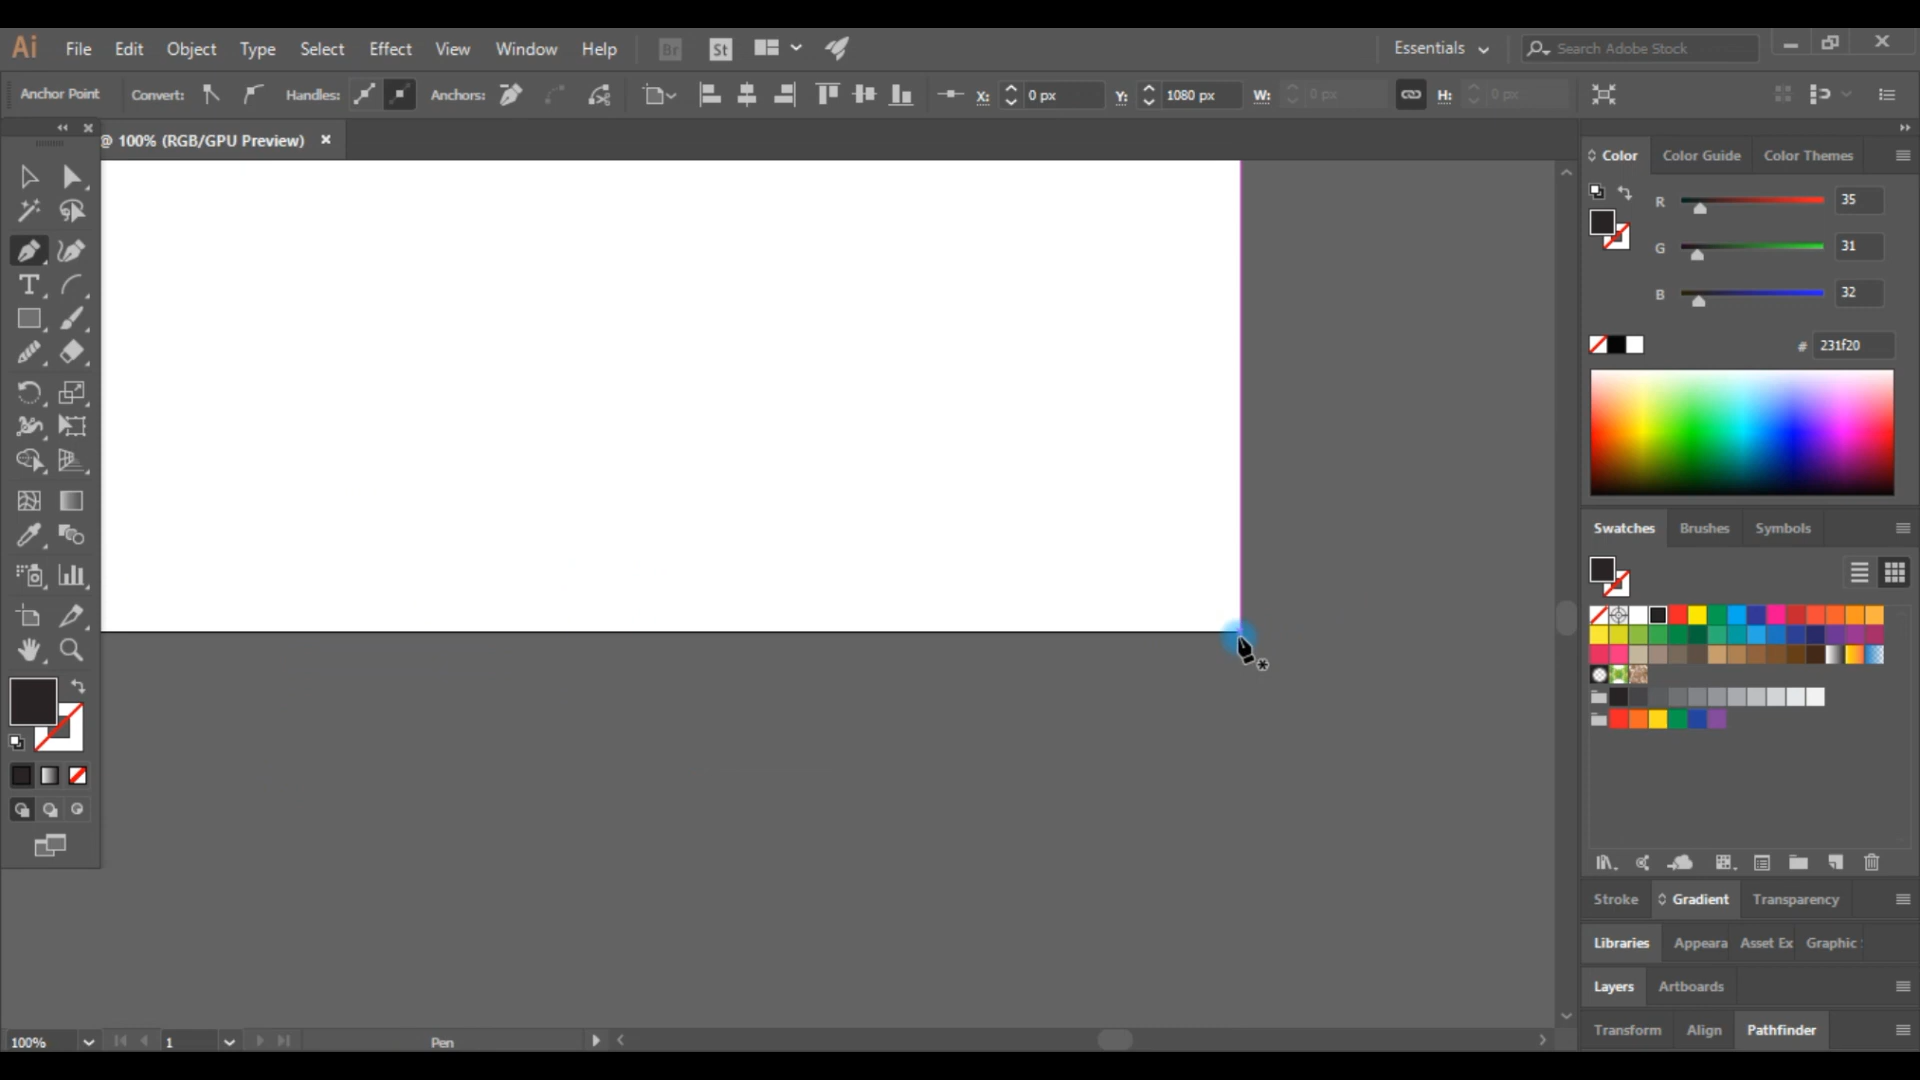 Ai File Edit Object Type Select Effect View Window Help Br St Essentials Search Adobe Stock
Anchor Point Convert: Handles: Anchors: X: 0 px Y: 1080 px W: 0 px H: 0 px
@ 100% (RGB/GPU Preview)
Color Color Guide Color Themes
R 35
G 31
B 32
# 231f20
Swatches Brushes Symbols
Stroke Gradient Transparency
Libraries Appeara Asset Ex Graphic
Layers Artboards
Transform Align Pathfinder
100% 1 Pen